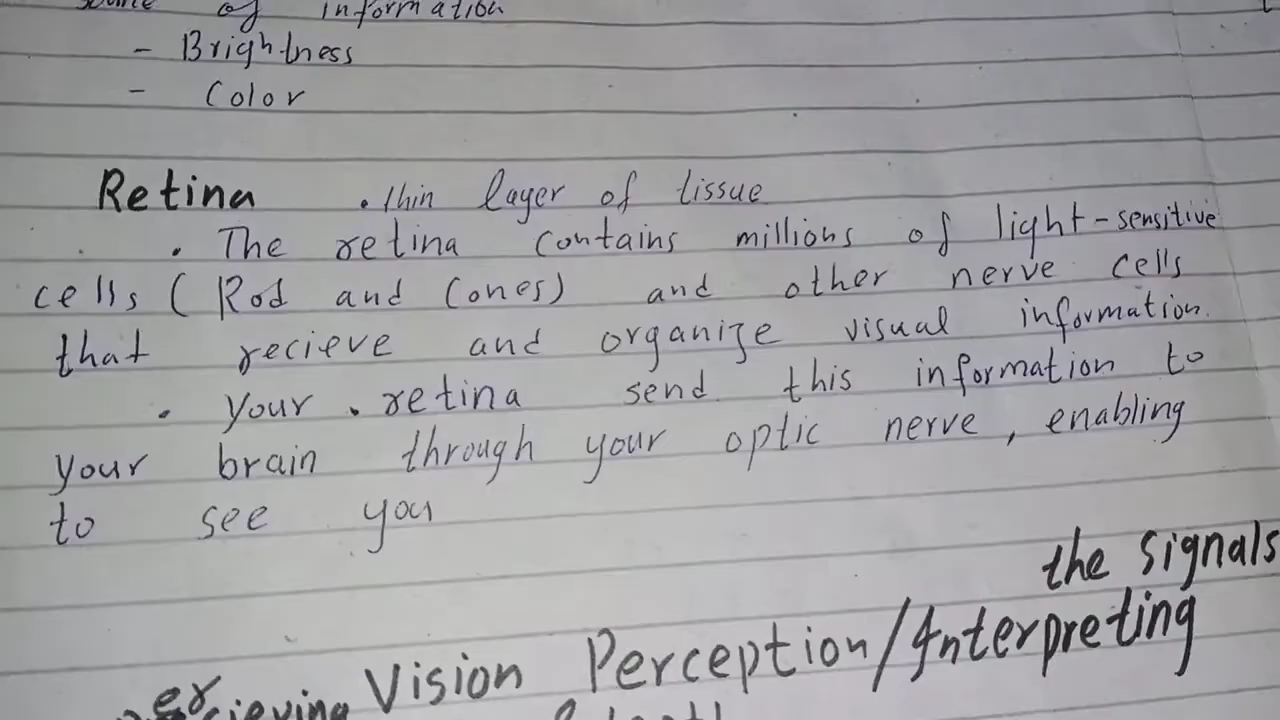 of information
- Brightness
- Color
Retina . thin layer of tissue
. The retina contains millions of light-sensitive
cells (Rod and Cones) and other nerve cells
that recieve and organize visual information.
. your . retina send this information to
your brain through your optic nerve, enabling
to see you
the signals
Vision Perception/Interpreting